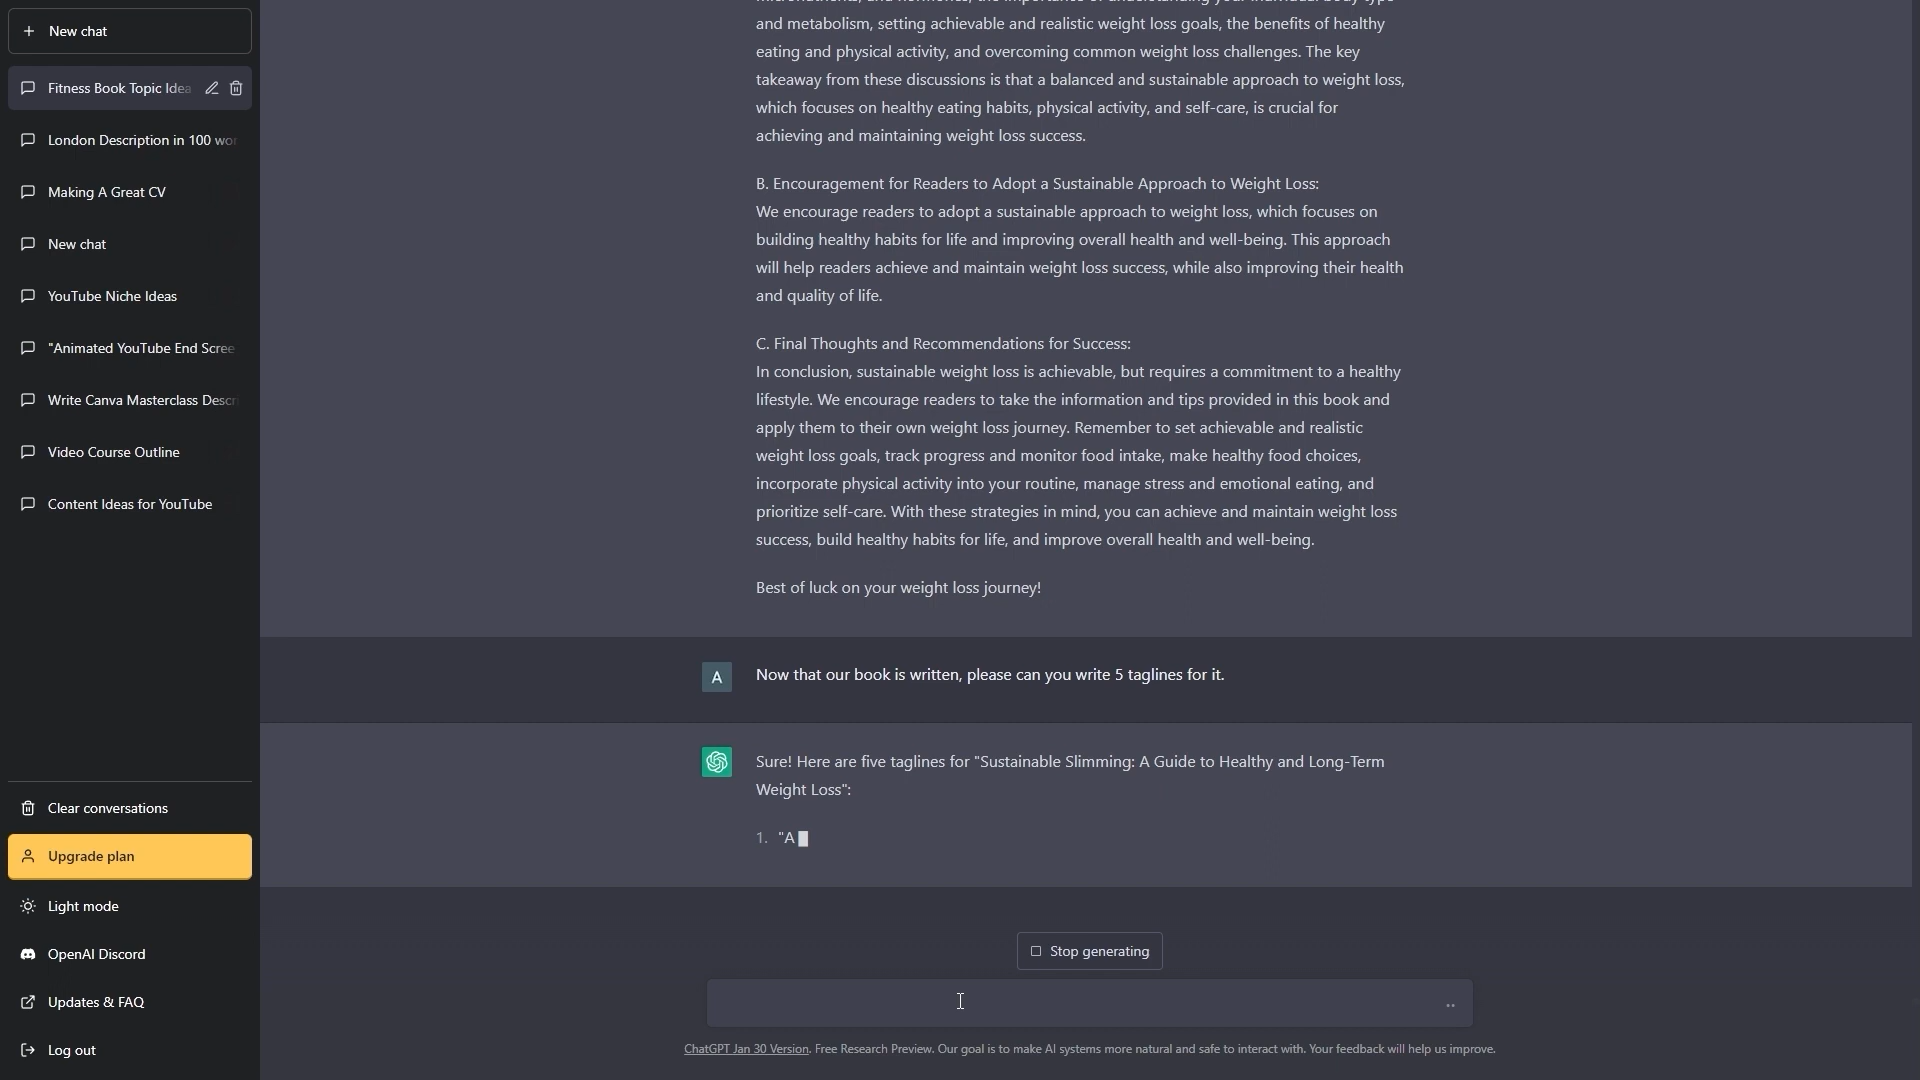 New chat
Fitness Book Topic Idea
London Description in 100 wor
Making A Great CV
New chat
YouTube Niche Ideas
"Animated YouTube End Scree
Write Canva Masterclass Descr
Video Course Outline
Content Ideas for YouTube
Clear conversations
Upgrade plan
Light mode
OpenAI Discord
Updates & FAQ
Log out
and metabolism, setting achievable and realistic weight loss goals, the benefits of healthy
eating and physical activity, and overcoming common weight loss challenges. The key
takeaway from these discussions is that a balanced and sustainable approach to weight loss,
which focuses on healthy eating habits, physical activity, and self-care, is crucial for
achieving and maintaining weight loss success.
B. Encouragement for Readers to Adopt a Sustainable Approach to Weight Loss:
We encourage readers to adopt a sustainable approach to weight loss, which focuses on
building healthy habits for life and improving overall health and well-being. This approach
will help readers achieve and maintain weight loss success, while also improving their health
and quality of life.
C. Final Thoughts and Recommendations for Success:
In conclusion, sustainable weight loss is achievable, but requires a commitment to a healthy
lifestyle. We encourage readers to take the information and tips provided in this book and
apply them to their own weight loss journey. Remember to set achievable and realistic
weight loss goals, track progress and monitor food intake, make healthy food choices,
incorporate physical activity into your routine, manage stress and emotional eating, and
prioritize self-care. With these strategies in mind, you can achieve and maintain weight loss
success, build healthy habits for life, and improve overall health and well-being.
Best of luck on your weight loss journey!
A
Now that our book is written, please can you write 5 taglines for it.
Sure! Here are five taglines for "Sustainable Slimming: A Guide to Healthy and Long-Term
Weight Loss":
1. "A
Stop generating
ChatGPT Jan 30 Version. Free Research Preview. Our goal is to make AI systems more natural and safe to interact with. Your feedback will help us improve.